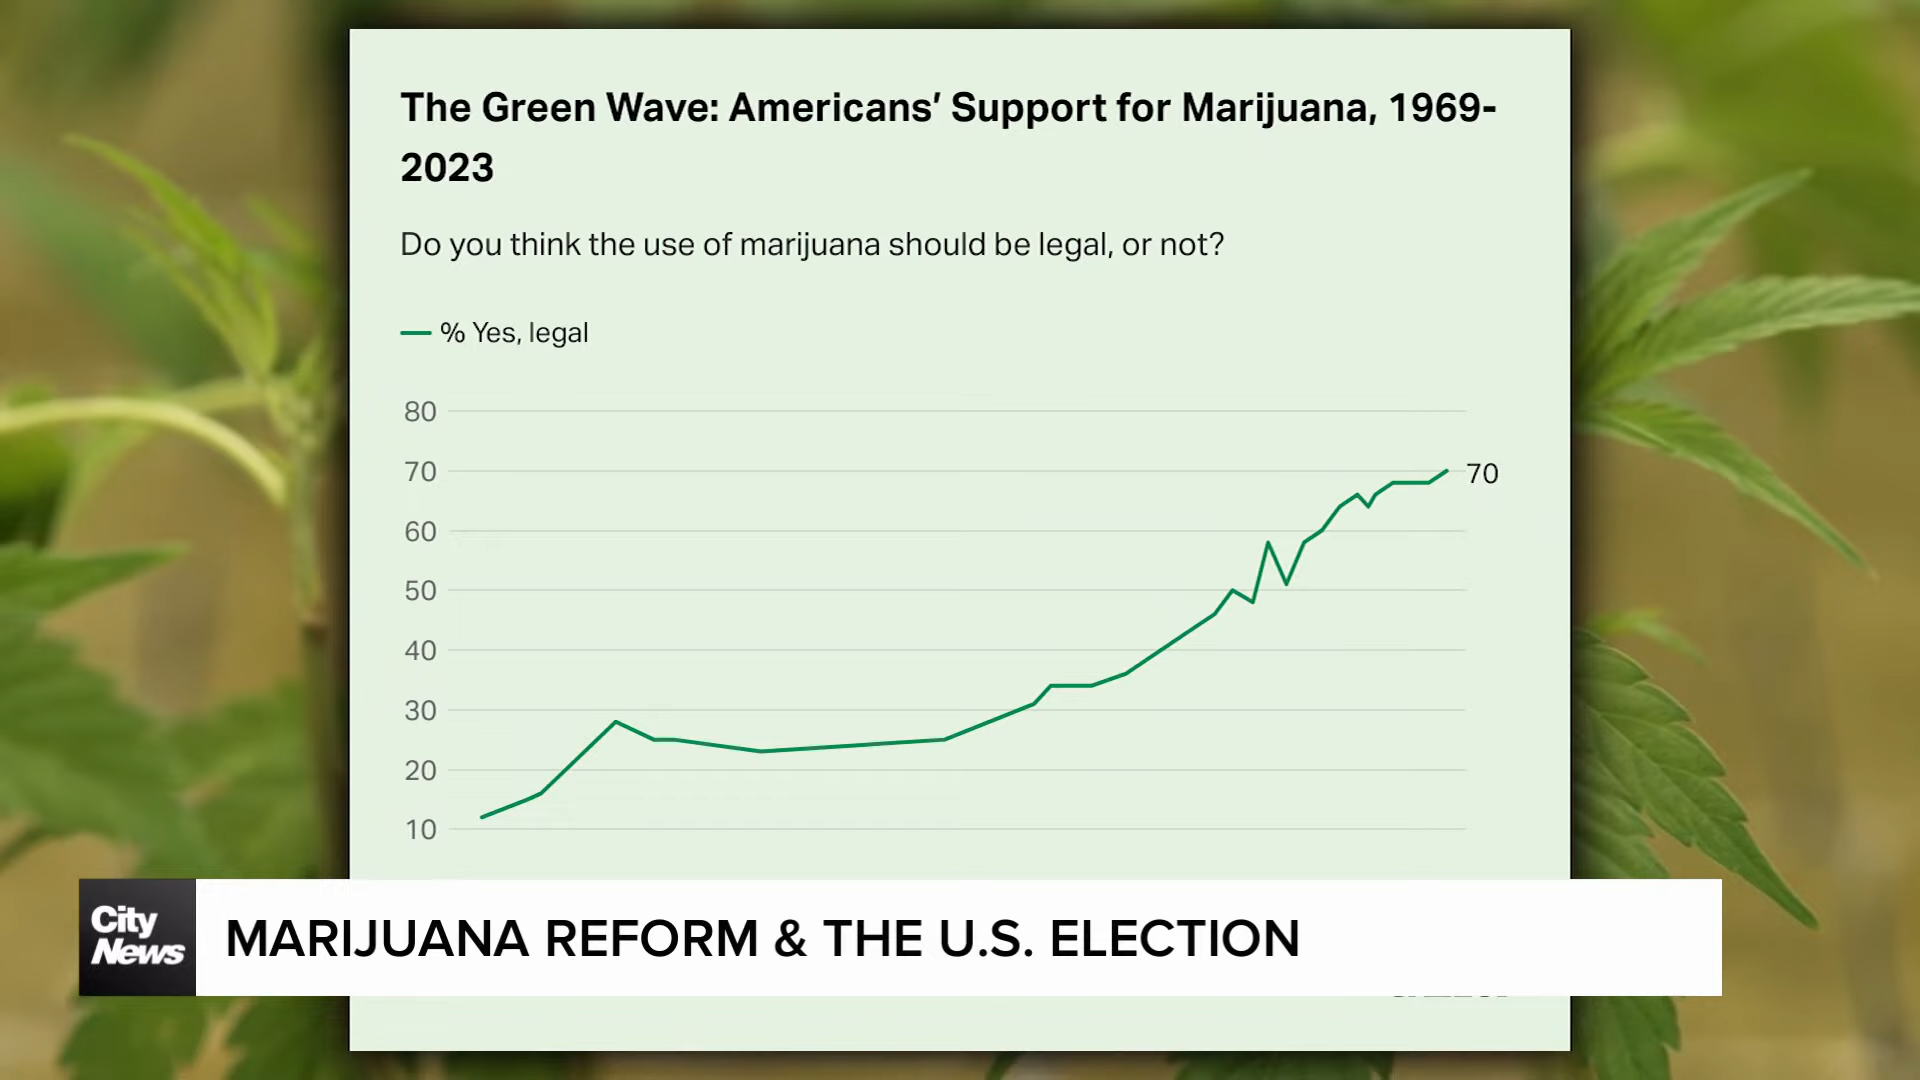 The Green Wave: Americans’ Support for Marijuana, 1969-
2023
Do you think the use of marijuana should be legal, or not?
% Yes, legal
80
70
70
60
50
40
30
20
10
City
News
MARIJUANA REFORM & THE U.S. ELECTION